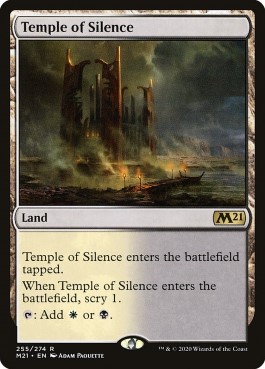 Temple of Silence
Land
M21
Temple of Silence enters the battlefield
tapped.
When Temple of Silence enters the
battlefield, scry 1.
: Add or .
255/274 R
M21 • EN Adam Paquette
™ & © 2020 Wizards of the Coast